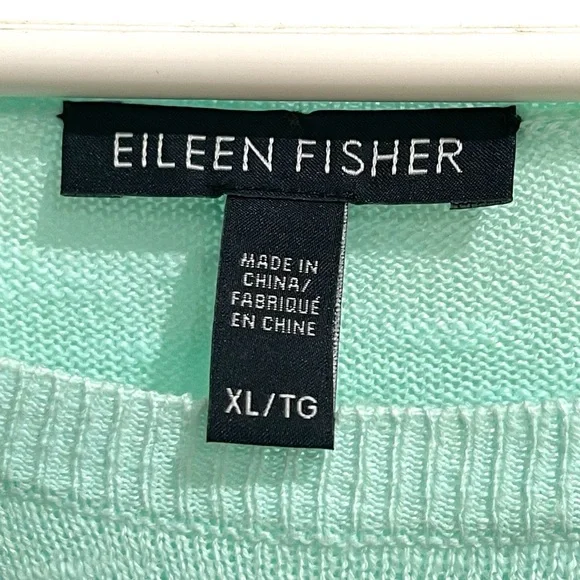 EILEEN FISHER
MADE IN
CHINA/
FABRIQUÉ
EN CHINE
XL/TG